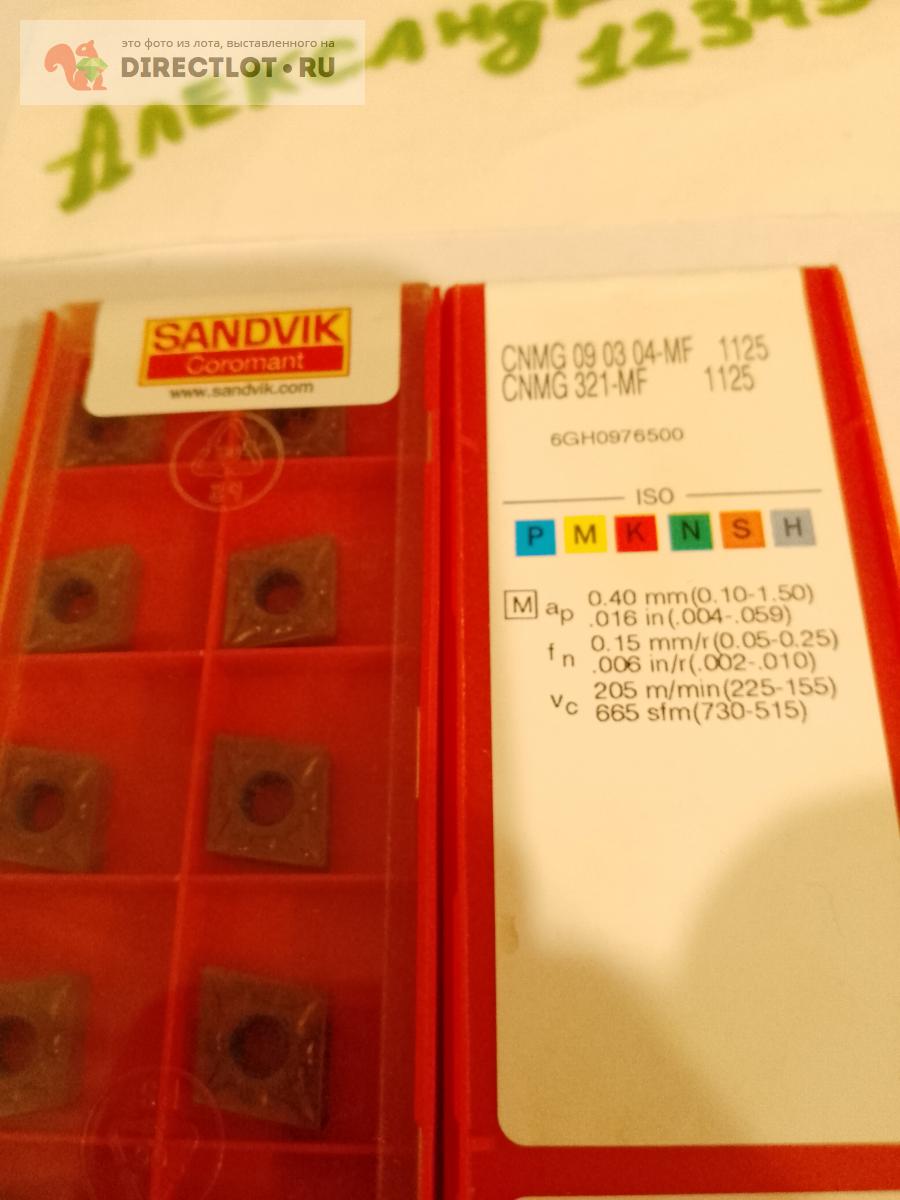 это фото из лота, выставленного на
DIRECTLOT.RU
12345
SANDVIK
Coromant
www.sandvik.com
CNMG 09 03 04-MF 1125
CNMG 321-MF 1125
6GH0976500
ISO
P M K N S H
M ap 0.40 mm(0.10-1.50)
.016 in(.004-.059)
fn 0.15 mm/r(0.05-0.25)
.006 in/r(.002-.010)
vc 205 m/min(225-155)
665 sfm(730-515)